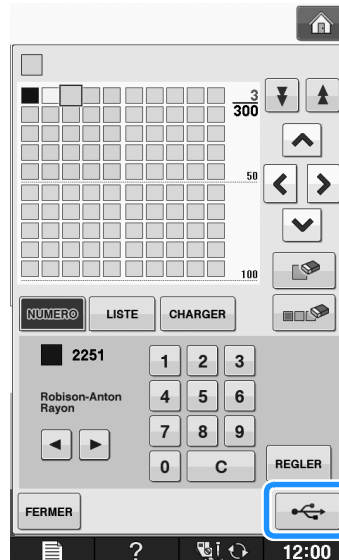 3
300
50
100
NUMERO LISTE CHARGER
2251
Robison-Anton
Rayon
1 2 3
4 5 6
7 8 9
0 C
REGLER
FERMER
? 12:00